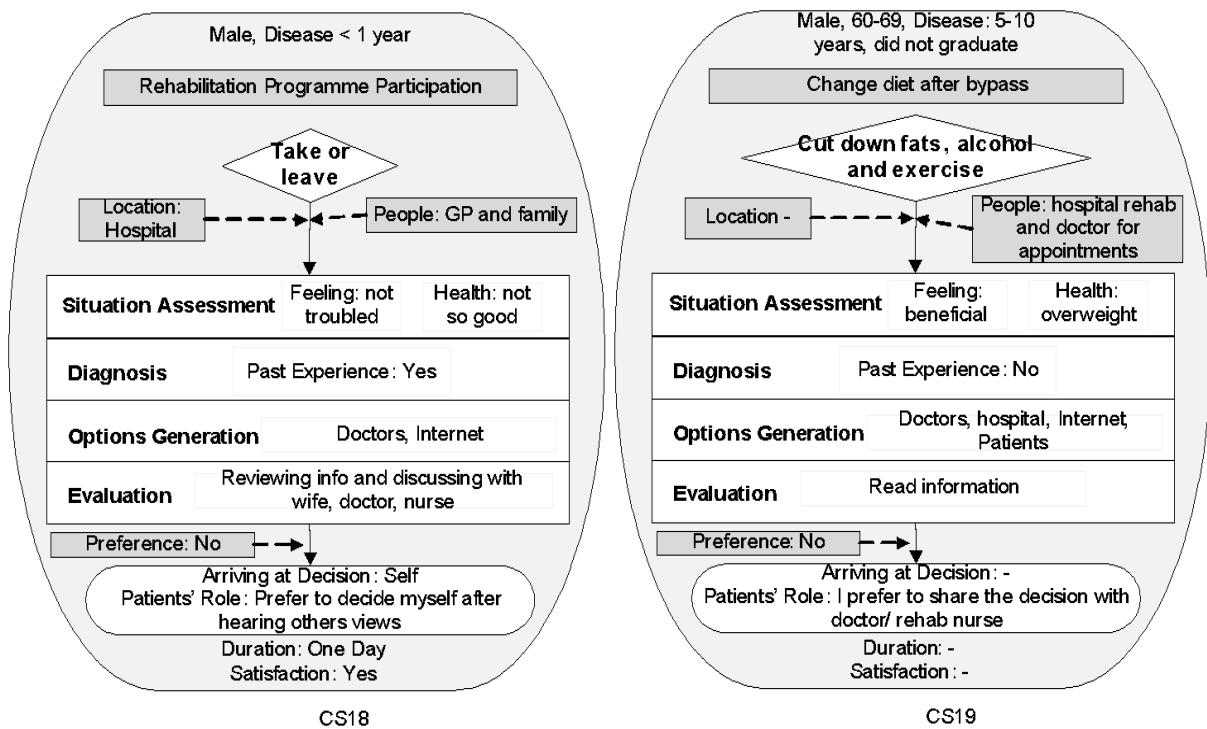 Male, Disease < 1 year
Rehabilitation Programme Participation
Take or
leave
Location:
Hospital
People: GP and family
Situation Assessment
Feeling: not
troubled
Health: not
so good
Diagnosis
Past Experience: Yes
Options Generation
Doctors, Internet
Evaluation
Reviewing info and discussing with
wife, doctor, nurse
Preference: No
Arriving at Decision: Self
Patients' Role: Prefer to decide myself after
hearing others views
Duration: One Day
Satisfaction: Yes
CS18
Male, 60-69, Disease: 5-10
years, did not graduate
Change diet after bypass
Cut down fats, alcohol
and exercise
Location -
People: hospital rehab
and doctor for
appointments
Situation Assessment
Feeling:
beneficial
Health:
overweight
Diagnosis
Past Experience: No
Options Generation
Doctors, hospital, Internet,
Patients
Evaluation
Read information
Preference: No
Arriving at Decision: -
Patients' Role: I prefer to share the decision with
doctor/ rehab nurse
Duration: -
Satisfaction: -
CS19